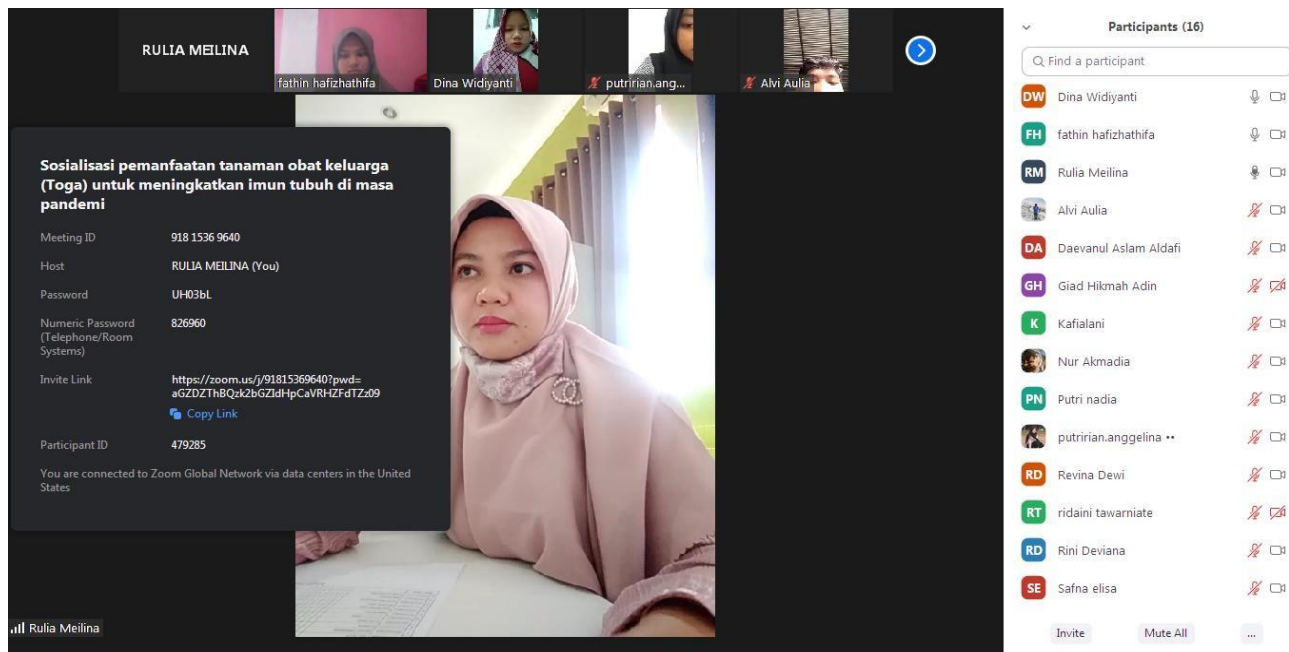 RULIA MEILINA
fathin hafizhathifa
Dina Widiyanti
putririan.ang...
Alvi Aulia
Sosialisasi pemanfaatan tanaman obat keluarga
(Toga) untuk meningkatkan imun tubuh di masa
pandemi
Meeting ID 918 1536 9640
Host RULIA MEILINA (You)
Password UH03bL
Numeric Password 826960
(Telephone/Room
Systems)
Invite Link https://zoom.us/j/91815369640?pwd=
aGZDZThBQzk2bGZIdHpCaVRHZFdTZz09
Copy Link
Participant ID 479285
You are connected to Zoom Global Network via data centers in the United
States
Rulia Meilina
Participants (16)
Find a participant
DW Dina Widiyanti
FH fathin hafizhathifa
RM Rulia Meilina
Alvi Aulia
DA Daevanul Aslam Aldafi
GH Giad Hikmah Adin
K Kafialani
Nur Akmadia
PN Putri nadia
putririan.anggelina ••
RD Revina Dewi
RT ridaini tawarniate
RD Rini Deviana
SE Safna elisa
Invite Mute All ...